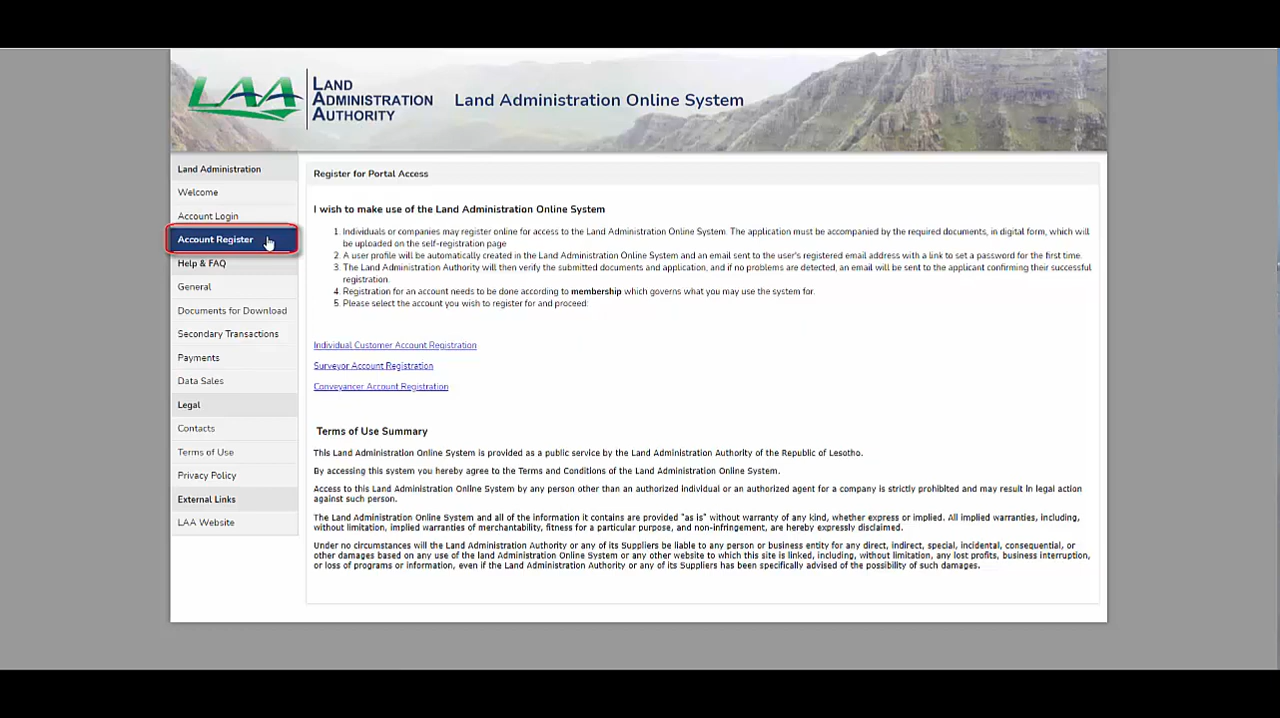 LAA
LAND
ADMINISTRATION
AUTHORITY
Land Administration Online System
Land Administration
Welcome
Account Login
Account Register
Help & FAQ
General
Documents for Download
Secondary Transactions
Payments
Data Sales
Legal
Contacts
Terms of Use
Privacy Policy
External Links
LAA Website
Register for Portal Access
I wish to make use of the Land Administration Online System
1. Individuals or companies may register online for access to the Land Administration Online System. The application must be accompanied by the required documents, in digital form, which will
be uploaded on the self-registration page
2. A user profile will be automatically created in the Land Administration Online System and an email sent to the user's registered email address with a link to set a password for the first time.
3. The Land Administration Authority will then verify the submitted documents and application, and if no problems are detected, an email will be sent to the applicant confirming their successful
registration.
4. Registration for an account needs to be done according to membership which governs what you may use the system for.
5. Please select the account you wish to register for and proceed:
Individual Customer Account Registration
Surveyor Account Registration
Conveyancer Account Registration
Terms of Use Summary
This Land Administration Online System is provided as a public service by the Land Administration Authority of the Republic of Lesotho.
By accessing this system you hereby agree to the Terms and Conditions of the Land Administration Online System.
Access to this Land Administration Online System by any person other than an authorized individual or an authorized agent for a company is strictly prohibited and may result in legal action
against such person.
The Land Administration Online System and all of the information it contains are provided "as is" without warranty of any kind, whether express or implied. All implied warranties, including,
without limitation, implied warranties of merchantability, fitness for a particular purpose, and non-infringement, are hereby expressly disclaimed.
Under no circumstances will the Land Administration Authority or any of its Suppliers be liable to any person or business entity for any direct, indirect, special, incidental, consequential, or
other damages based on any use of the land Administration Online System or any other website to which this site is linked, including, without limitation, any lost profits, business interruption,
or loss of programs or information, even if the Land Administration Authority or any of its Suppliers has been specifically advised of the possibility of such damages.